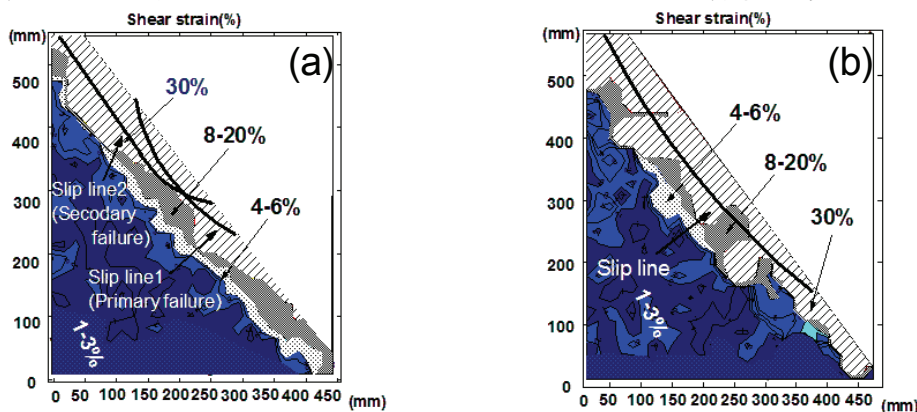 Shear strain(%)
(mm)
(a)
500
30%
8-20%
400
300
Slip line2
(Secodary
failure)
4-6%
200
Slip line1
(Primary failure)
100
1-3%
0
0 50 100 150 200 250 300 350 400 450
(mm)
Shear strain(%)
(mm)
(b)
500
4-6%
400
8-20%
300
30%
200
Slip line
1-3%
100
0
0 50 100 150 200 250 300 350 400 450
(mm)